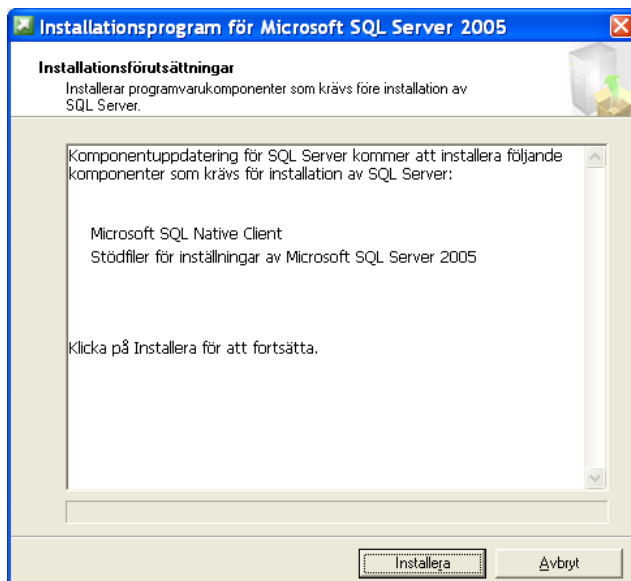 Installationsprogram för Microsoft SQL Server 2005
Installationsförutsättningar
Installerar programvarukomponenter som krävs före installation av
SQL Server.
Komponentuppdatering för SQL Server kommer att installera följande
komponenter som krävs för installation av SQL Server:
Microsoft SQL Native Client
Stödfiler för inställningar av Microsoft SQL Server 2005
Klicka på Installera för att fortsätta.
Installera
Avbryt